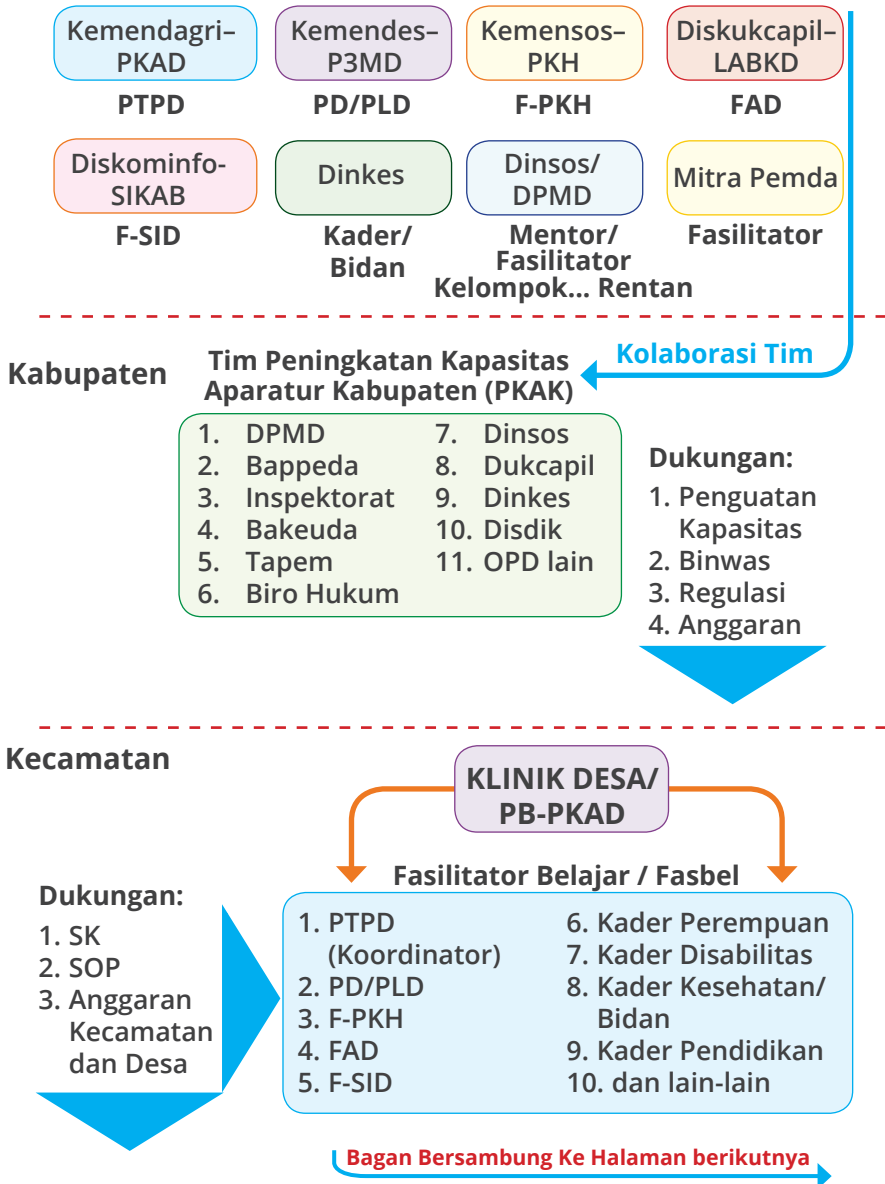 Kemendagri–
PKAD
PTPD
Kemendes–
P3MD
PD/PLD
Kemensos–
PKH
F-PKH
Diskukcapil–
LABKD
FAD
Diskominfo-
SIKAB
F-SID
Dinkes
Kader/
Bidan
Dinsos/
DPMD
Mentor/
Fasilitator
Kelompok... Rentan
Mitra Pemda
Fasilitator
Kabupaten
Tim Peningkatan Kapasitas
Aparatur Kabupaten (PKAK)
Kolaborasi Tim
1. DPMD
2. Bappeda
3. Inspektorat
4. Bakeuda
5. Tapem
6. Biro Hukum
7. Dinsos
8. Dukcapil
9. Dinkes
10. Disdik
11. OPD lain
Dukungan:
1. Penguatan
Kapasitas
2. Binwas
3. Regulasi
4. Anggaran
Kecamatan
KLINIK DESA/
PB-PKAD
Dukungan:
1. SK
2. SOP
3. Anggaran
Kecamatan
dan Desa
Fasilitator Belajar / Fasbel
1. PTPD
(Koordinator)
2. PD/PLD
3. F-PKH
4. FAD
5. F-SID
6. Kader Perempuan
7. Kader Disabilitas
8. Kader Kesehatan/
Bidan
9. Kader Pendidikan
10. dan lain-lain
Bagan Bersambung Ke Halaman berikutnya